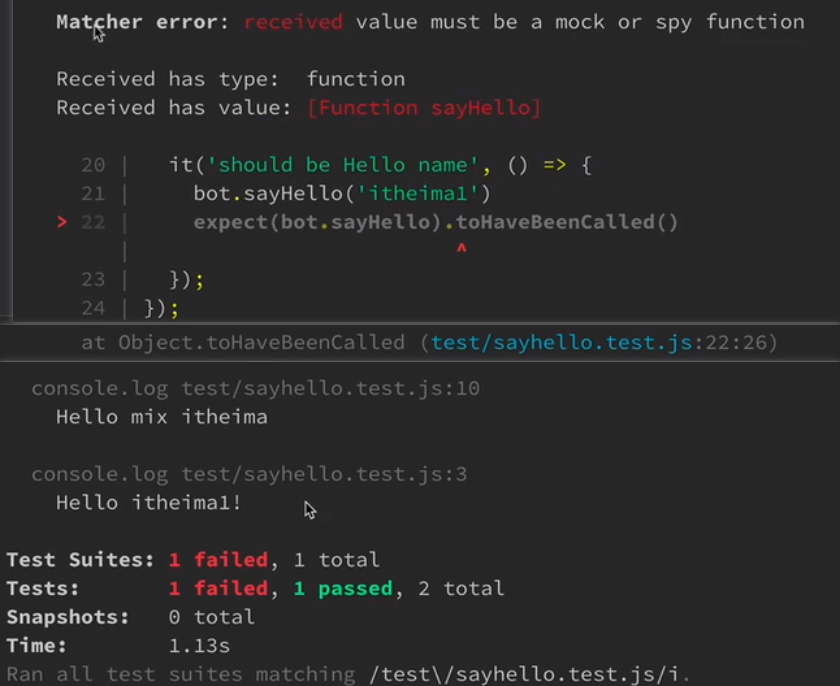 Matcher error: received value must be a mock or spy function
Received has type:  function
Received has value: [Function sayHello]
20 |   it('should be Hello name', () => {
21 |     bot.sayHello('itheima1')
> 22 |     expect(bot.sayHello).toHaveBeenCalled()
|                          ^
23 |   });
24 | });
at Object.toHaveBeenCalled (test/sayhello.test.js:22:26)
console.log test/sayhello.test.js:10
Hello mix itheima
console.log test/sayhello.test.js:3
Hello itheima1!
Test Suites: 1 failed, 1 total
Tests:       1 failed, 1 passed, 2 total
Snapshots:   0 total
Time:        1.13s
Ran all test suites matching /test\/sayhello.test.js/i.